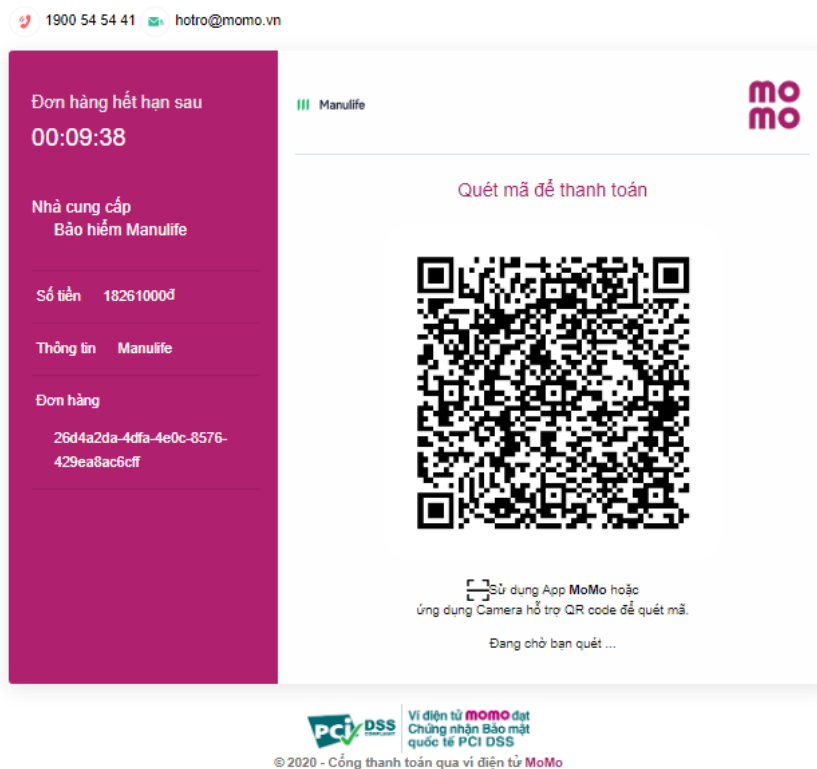 1900 54 54 41 hotro@momo.vn
Đơn hàng hết hạn sau
00:09:38
Nhà cung cấp
Bảo hiểm Manulife
Số tiền 18261000đ
Thông tin Manulife
Đơn hàng
26d4a2da-4dfa-4e0c-8576-
429ea8ac6cff
Manulife
mo
mo
Quét mã để thanh toán
Sử dụng App MoMo hoặc
ứng dụng Camera hỗ trợ QR code để quét mã.
Đang chờ bạn quét ...
PCI DSS
COMPLIANT
Ví điện tử momo đạt
Chứng nhận Bảo mật
quốc tế PCI DSS
© 2020 - Cổng thanh toán qua ví điện tử MoMo